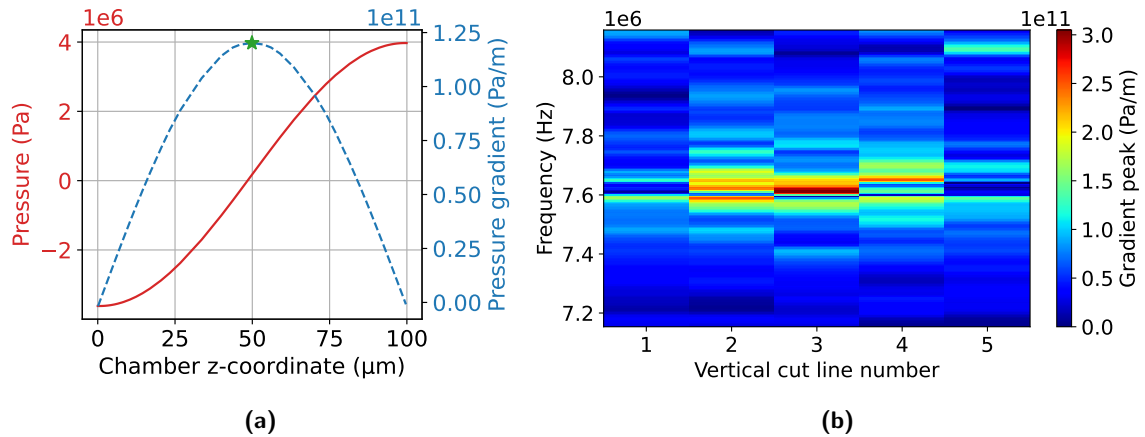 1e6
1e11
Pressure (Pa)
4
2
0
−2
0
25
50
75
100
Chamber z-coordinate (μm)
1.25
1.00
0.75
0.50
0.25
0.00
Pressure gradient (Pa/m)
(a)
1e6
1e11
Frequency (Hz)
8.0
7.8
7.6
7.4
7.2
1
2
3
4
5
Vertical cut line number
3.0
2.5
2.0
1.5
1.0
0.5
0.0
Gradient peak (Pa/m)
(b)